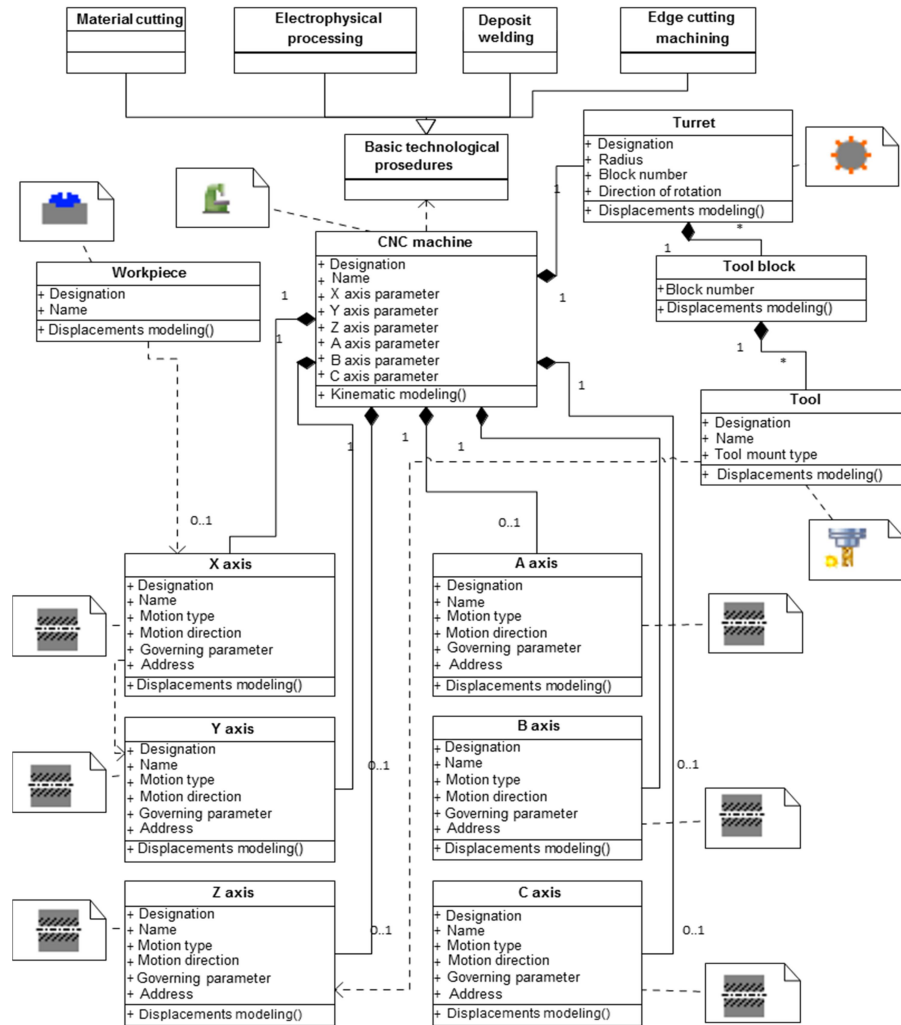 Material cutting
Electrophysical
processing
Deposit
welding
Edge cutting
machining
Basic technological
prosedures
Turret
+ Designation
+ Radius
+ Block number
+ Direction of rotation
+ Displacements modeling()
1
1
1
*
Workpiece
+ Designation
+ Name
+ Displacements modeling()
CNC machine
+ Designation
+ Name
+ X axis parameter
+ Y axis parameter
+ Z axis parameter
+ A axis parameter
+ B axis parameter
+ C axis parameter
+ Kinematic modeling()
Tool block
+ Block number
+ Displacements modeling()
1
*
1
1
1
1
1
1
Tool
+ Designation
+ Name
+ Tool mount type
+ Displacements modeling()
0..1
0..1
X axis
+ Designation
+ Name
+ Motion type
+ Motion direction
+ Governing parameter
+ Address
+ Displacements modeling()
A axis
+ Designation
+ Name
+ Motion type
+ Motion direction
+ Governing parameter
+ Address
+ Displacements modeling()
Y axis
+ Designation
+ Name
+ Motion type
+ Motion direction
+ Governing parameter
+ Address
+ Displacements modeling()
0..1
B axis
+ Designation
+ Name
+ Motion type
+ Motion direction
+ Governing parameter
+ Address
+ Displacements modeling()
0..1
Z axis
+ Designation
+ Name
+ Motion type
+ Motion direction
+ Governing parameter
+ Address
+ Displacements modeling()
0..1
C axis
+ Designation
+ Name
+ Motion type
+ Motion direction
+ Governing parameter
+ Address
+ Displacements modeling()
0..1